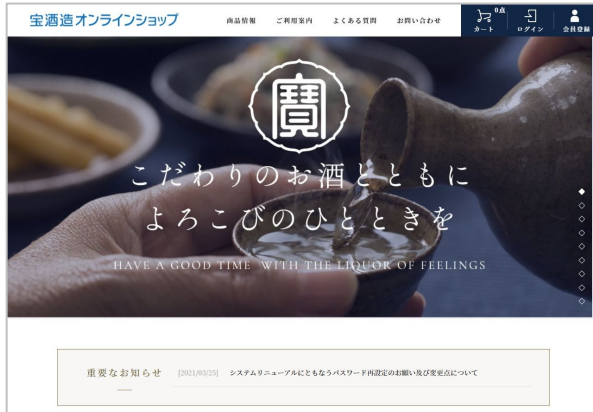 宝酒造オンラインショップ
商品情報 ご利用案内 よくある質問 お問い合わせ
0点
カート ログイン 会員登録
寶
こだわりのお酒とともに
よろこびのひとときを
HAVE A GOOD TIME WITH THE LIQUOR OF FEELINGS
重要なお知らせ [2021/03/25] システムリニューアルにともなうパスワード再設定のお願い及び変更点について